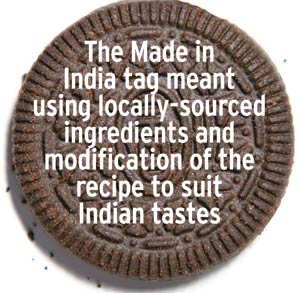 The Made in
India tag meant
using locally-sourced
ingredients and
modification of the
recipe to suit
Indian tastes